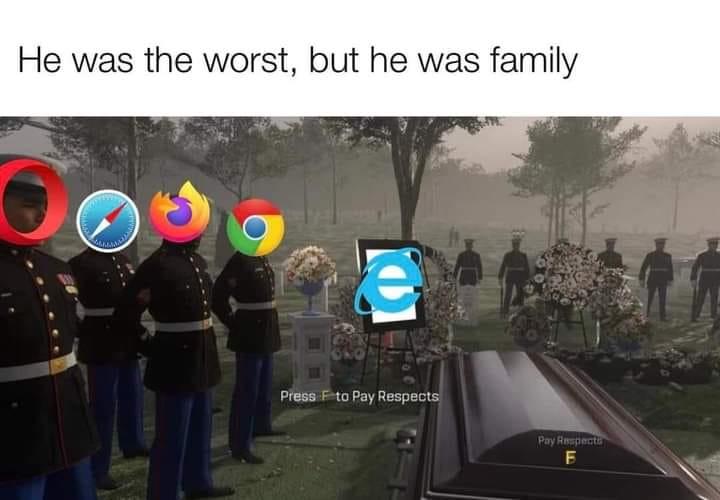 He was the worst, but he was family
Press F to Pay Respects
Pay Respects
F